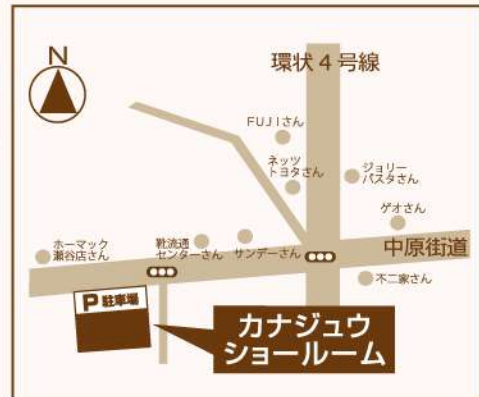 N
環状４号線
FUJIさん
ネッツ
トヨタさん
ジョリー
パスタさん
ゲオさん
ホーマック
瀬谷店さん
靴流通
センターさん
サンデーさん
中原街道
不二家さん
P 駐車場
カナジュウ
ショールーム